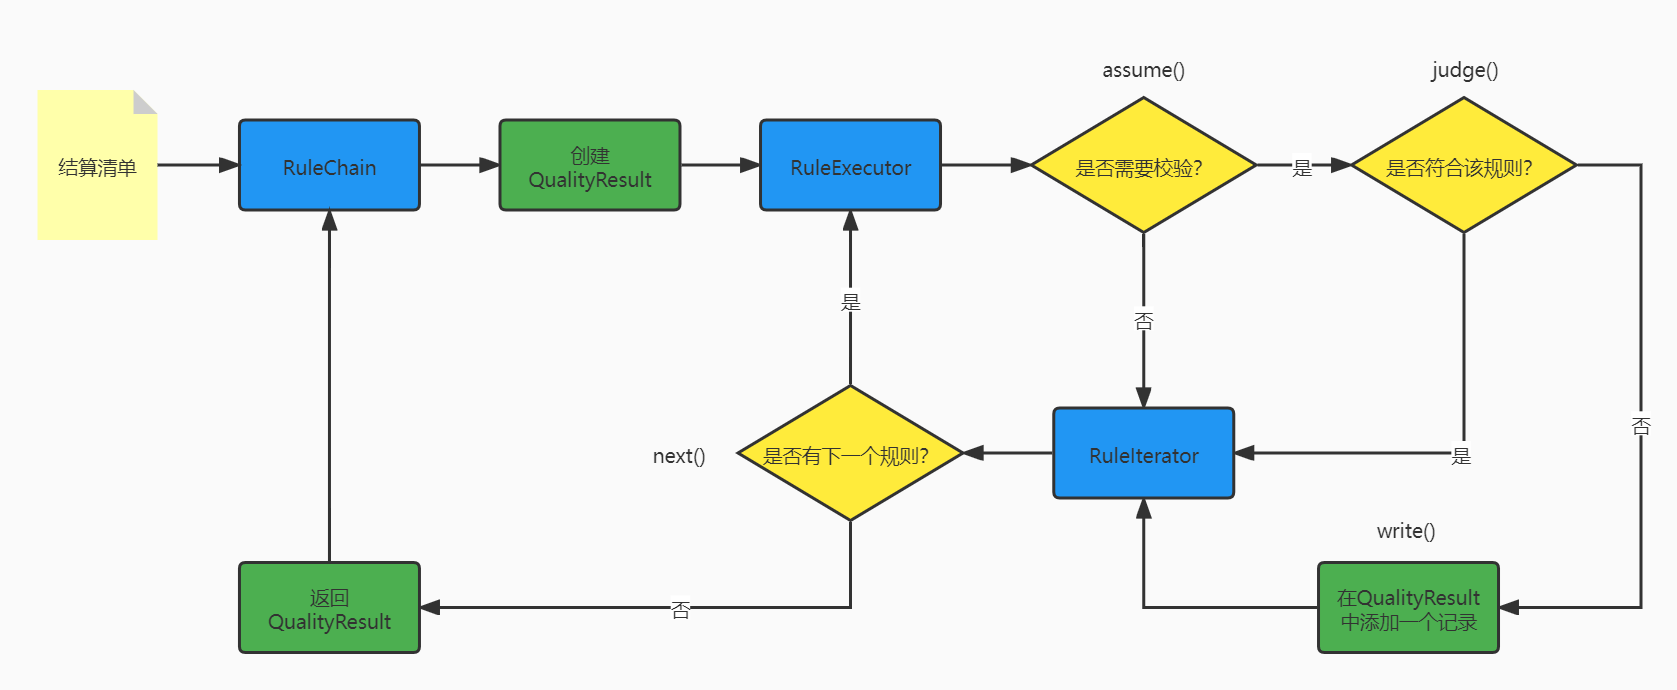 assume()
judge()
结算清单
RuleChain
创建
QualityResult
RuleExecutor
是否需要校验？
是
是否符合该规则？
是
否
否
是否有下一个规则？
next()
RuleIterator
是
write()
返回
QualityResult
否
在QualityResult
中添加一个记录